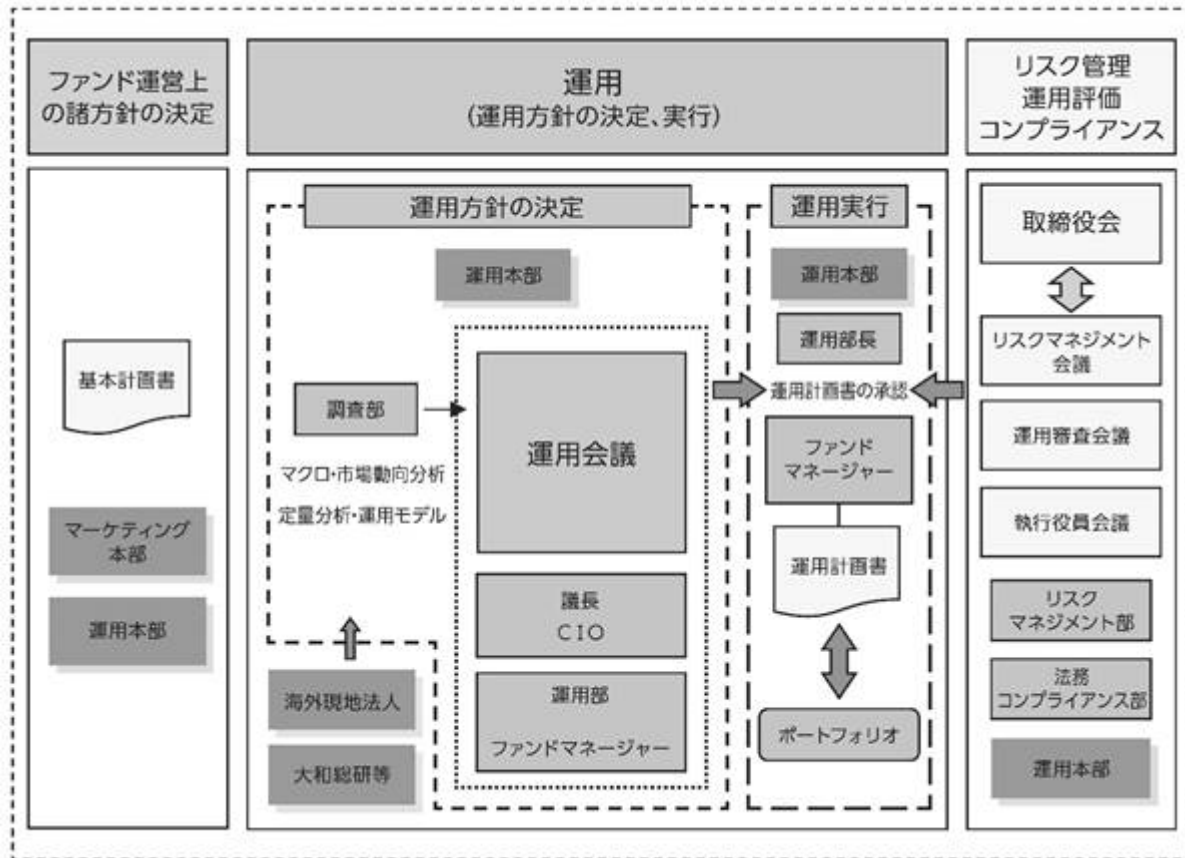 ファンド運営上
の諸方針の決定
運用
(運用方針の決定、実行)
リスク管理
運用評価
コンプライアンス
基本計画書
マーケティング
本部
運用本部
運用方針の決定
運用本部
調査部
マクロ・市場動向分析
定量分析・運用モデル
運用会議
議長
CIO
運用部
ファンドマネージャー
海外現地法人
大和総研等
運用実行
運用本部
運用部長
運用計画書の承認
ファンド
マネージャー
運用計画書
ポートフォリオ
取締役会
リスクマネジメント
会議
運用審査会議
執行役員会議
リスク
マネジメント部
法務
コンプライアンス部
運用本部